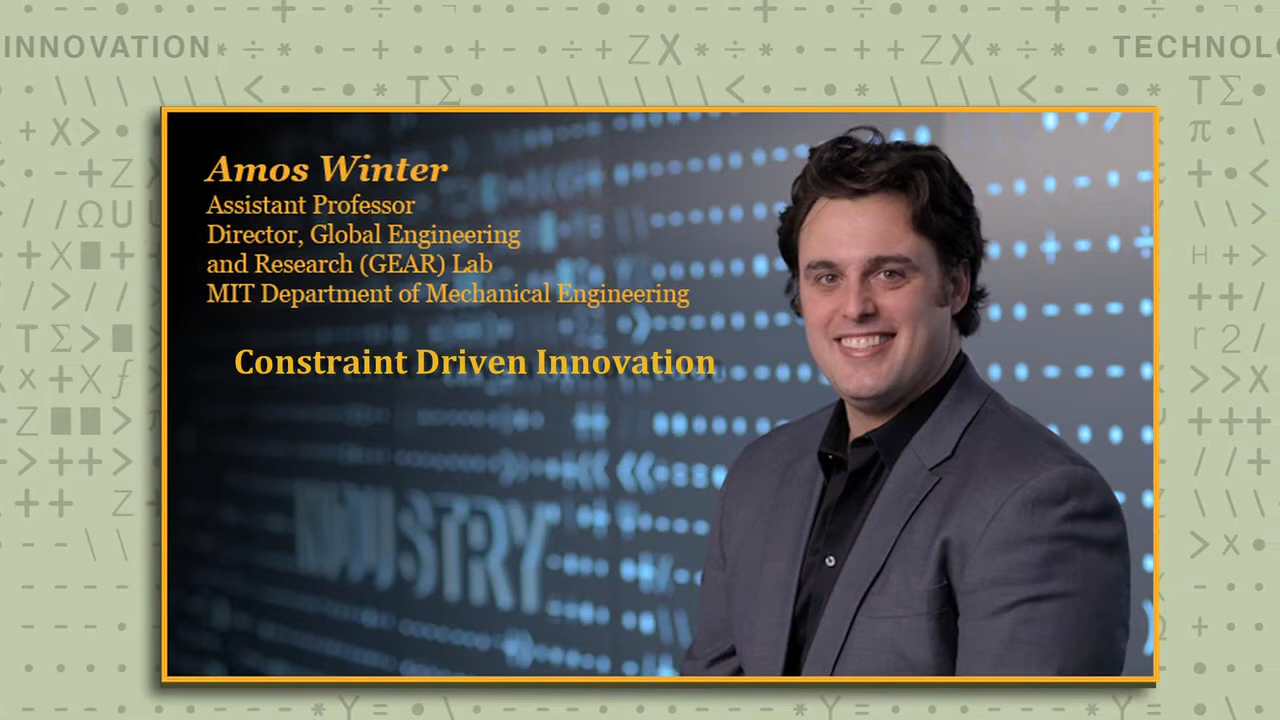 INNOVATION
TECHNOL
Amos Winter
Assistant Professor
Director, Global Engineering
and Research (GEAR) Lab
MIT Department of Mechanical Engineering
Constraint Driven Innovation
INDUSTRY